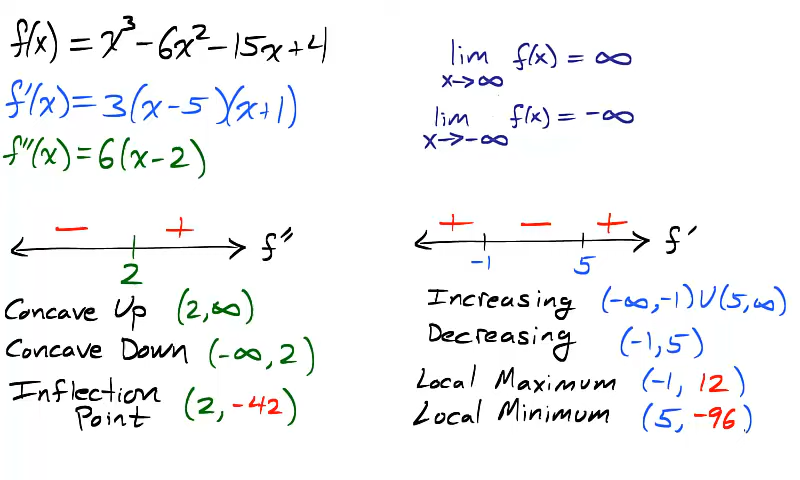 f(x) = x³ - 6x² - 15x + 4
f'(x) = 3(x - 5)(x + 1)
f''(x) = 6(x - 2)
lim f(x) = ∞
x→∞
lim f(x) = -∞
x→-∞
− + f''
2
Concave Up (2, ∞)
Concave Down (-∞, 2)
Inflection Point (2, -42)
+ − + f'
-1 5
Increasing (-∞, -1) U (5, ∞)
Decreasing (-1, 5)
Local Maximum (-1, 12)
Local Minimum (5, -96)